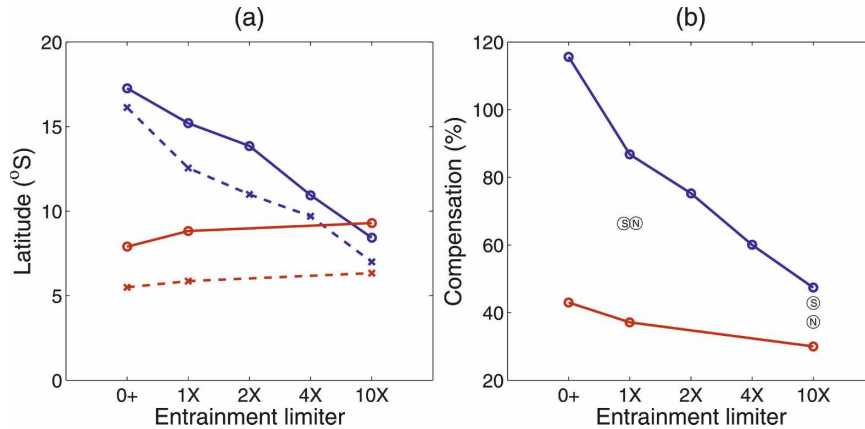 (a)
20
15
10
5
0
Latitude (°S)
0+ 1X 2X 4X 10X
Entrainment limiter
(b)
120
100
80
60
40
20
Compensation (%)
S N
S
N
0+ 1X 2X 4X 10X
Entrainment limiter